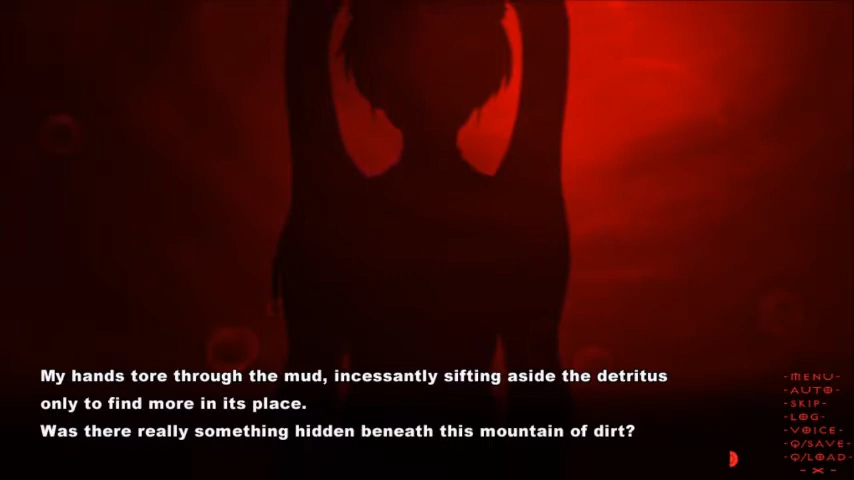 My hands tore through the mud, incessantly sifting aside the detritus
only to find more in its place.
Was there really something hidden beneath this mountain of dirt?
-MENU-
-AUTO-
-SKIP-
-LOG-
-VOICE-
-Q/SAVE-
-Q/LOAD-